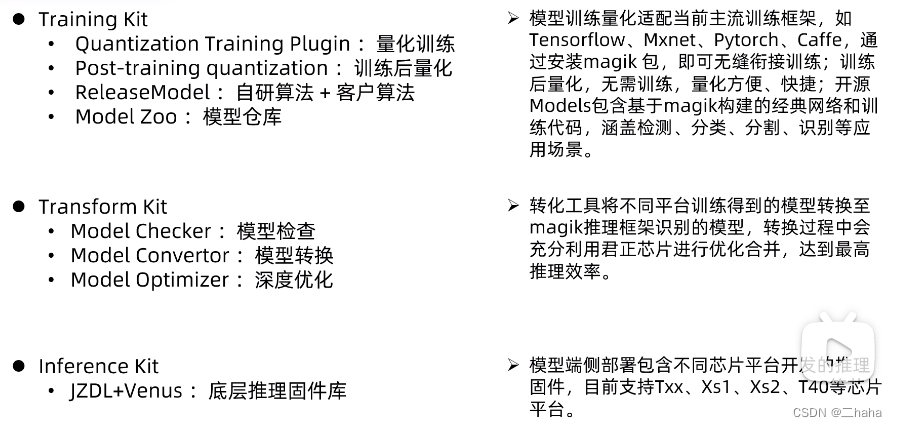 ● Training Kit
• Quantization Training Plugin：量化训练
• Post-training quantization：训练后量化
• ReleaseModel：自研算法 + 客户算法
• Model Zoo：模型仓库
➢ 模型训练量化适配当前主流训练框架，如
Tensorflow、Mxnet、Pytorch、Caffe，通
过安装magik 包，即可无缝衔接训练；训练
后量化，无需训练，量化方便、快捷；开源
Models包含基于magik构建的经典网络和训
练代码，涵盖检测、分类、分割、识别等应
用场景。
● Transform Kit
• Model Checker：模型检查
• Model Convertor：模型转换
• Model Optimizer：深度优化
➢ 转化工具将不同平台训练得到的模型转换至
magik推理框架识别的模型，转换过程中会
充分利用君正芯片进行优化合并，达到最高
推理效率。
● Inference Kit
• JZDL+Venus：底层推理固件库
➢ 模型端侧部署包含不同芯片平台开发的推理
固件，目前支持Txx、Xs1、Xs2、T40等芯片
平台。
CSDN @二haha